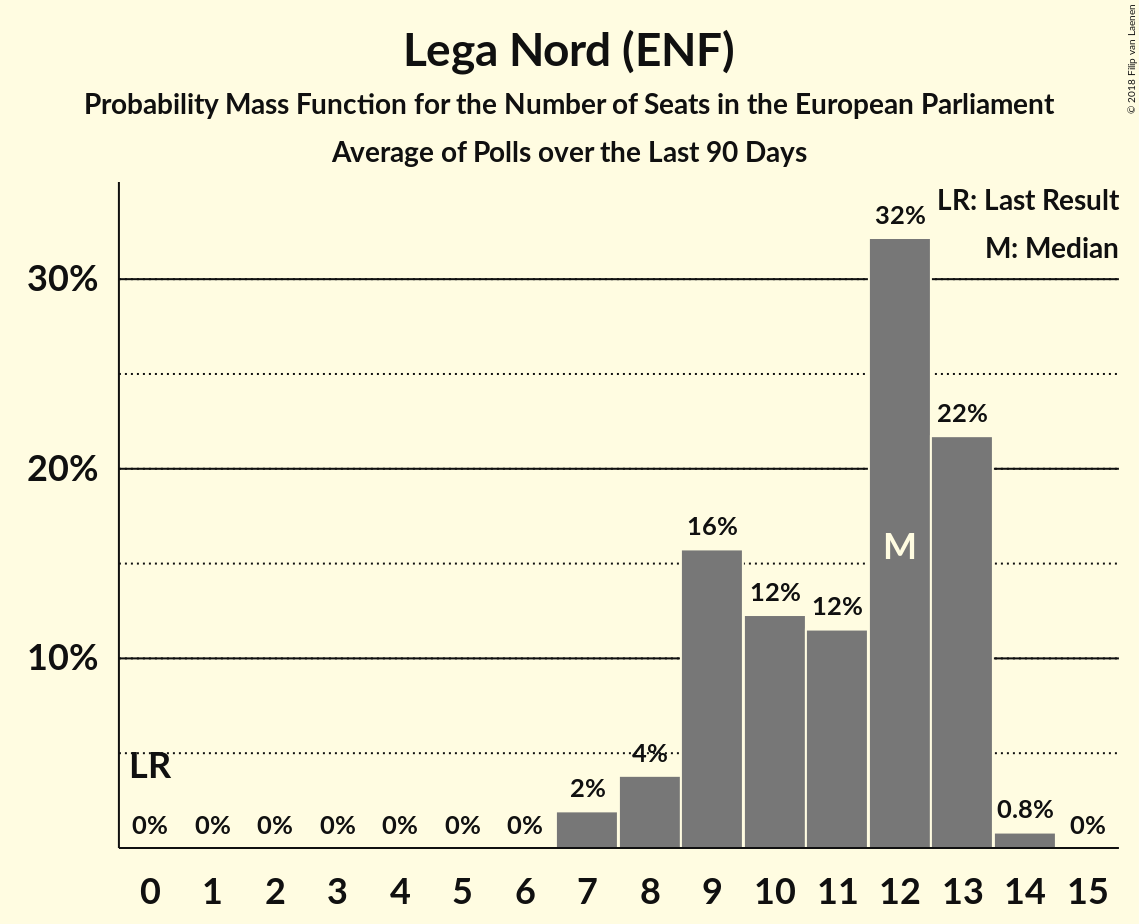 Lega Nord (ENF)
Probability Mass Function for the Number of Seats in the European Parliament
Average of Polls over the Last 90 Days
© 2018 Filip van Laenen
LR: Last Result
M: Median
30%
20%
10%
LR
0% 0% 0% 0% 0% 0% 0% 2% 4% 16% 12% 12% 32% 22% 0.8% 0%
M
0 1 2 3 4 5 6 7 8 9 10 11 12 13 14 15